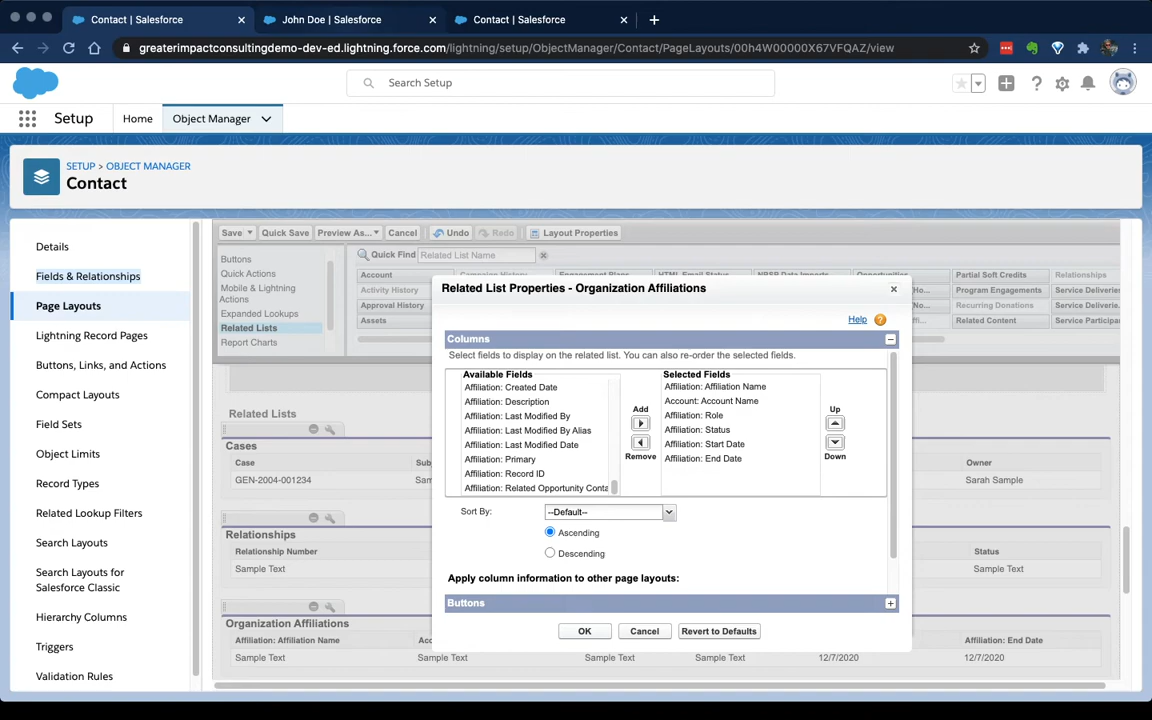 Contact | Salesforce
John Doe | Salesforce
Contact | Salesforce
greaterimpactconsultingdemo-dev-ed.lightning.force.com/lightning/setup/ObjectManager/Contact/PageLayouts/00h4W00000X67VFQAZ/view
Search Setup
Setup
Home
Object Manager
SETUP > OBJECT MANAGER
Contact
Details
Fields & Relationships
Page Layouts
Lightning Record Pages
Buttons, Links, and Actions
Compact Layouts
Field Sets
Object Limits
Record Types
Related Lookup Filters
Search Layouts
Search Layouts for
Salesforce Classic
Hierarchy Columns
Triggers
Validation Rules
Save Quick Save Preview As... Cancel Undo Redo Layout Properties
Buttons
Quick Actions
Mobile & Lightning
Actions
Expanded Lookups
Related Lists
Report Charts
Quick Find Related List Name
Account Campaign History Engagement Plans HTML Email Status NPSP Data Imports Opportunities Partial Soft Credits Relationships
Activity History Program Engagements Service Deliveries
Approval History Recurring Donations Service Deliverie...
Assets Related Content Service Participa
Related List Properties - Organization Affiliations
Help
Columns
Select fields to display on the related list. You can also re-order the selected fields.
Available Fields
Affiliation: Created Date
Affiliation: Description
Affiliation: Last Modified By
Affiliation: Last Modified By Alias
Affiliation: Last Modified Date
Affiliation: Primary
Affiliation: Record ID
Affiliation: Related Opportunity Conta
Add
Remove
Selected Fields
Affiliation: Affiliation Name
Account: Account Name
Affiliation: Role
Affiliation: Status
Affiliation: Start Date
Affiliation: End Date
Up
Down
Sort By: --Default--
Ascending
Descending
Apply column information to other page layouts:
Buttons
OK Cancel Revert to Defaults
Related Lists
Cases
Case Sub Owner
GEN-2004-001234 Sam Sarah Sample
Relationships
Relationship Number Status
Sample Text Sample Text
Organization Affiliations
Affiliation: Affiliation Name Acc Affiliation: End Date
Sample Text Sample Text Sample Text Sample Text 12/7/2020 12/7/2020